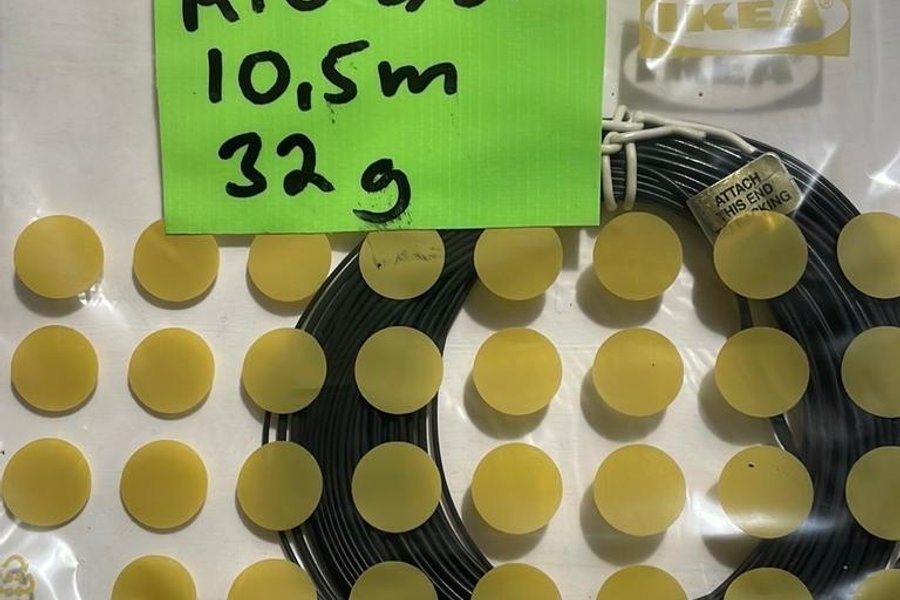 10,5m
32 g
IKEA
ATTACH
THIS END